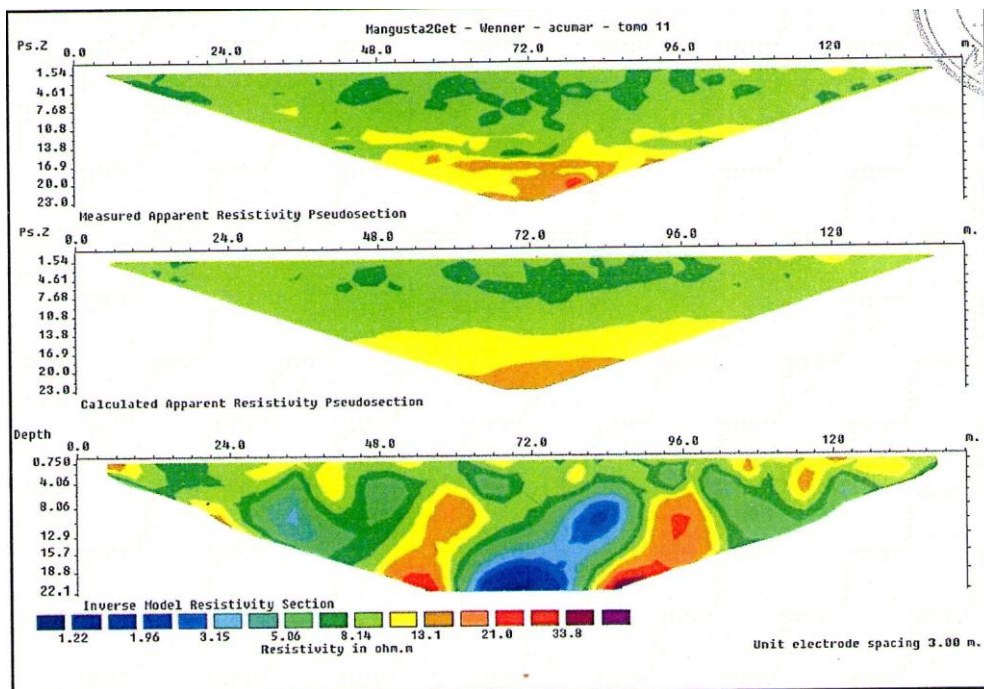 Mangusta2Get - Wenner - acumar - tomo 11
Ps.Z 0.0 24.0 48.0 72.0 96.0 120 m.
1.54
4.61
7.68
10.8
13.8
16.9
20.0
23.0
Measured Apparent Resistivity Pseudosection
Ps.Z 0.0 24.0 48.0 72.0 96.0 120 m.
1.54
4.61
7.68
10.8
13.8
16.9
20.0
23.0
Calculated Apparent Resistivity Pseudosection
Depth 0.0 24.0 48.0 72.0 96.0 120 m.
0.750
4.06
8.06
12.9
15.7
18.8
22.1
Inverse Model Resistivity Section
1.22 1.96 3.15 5.06 8.14 13.1 21.0 33.8
Resistivity in ohm.m
Unit electrode spacing 3.00 m.